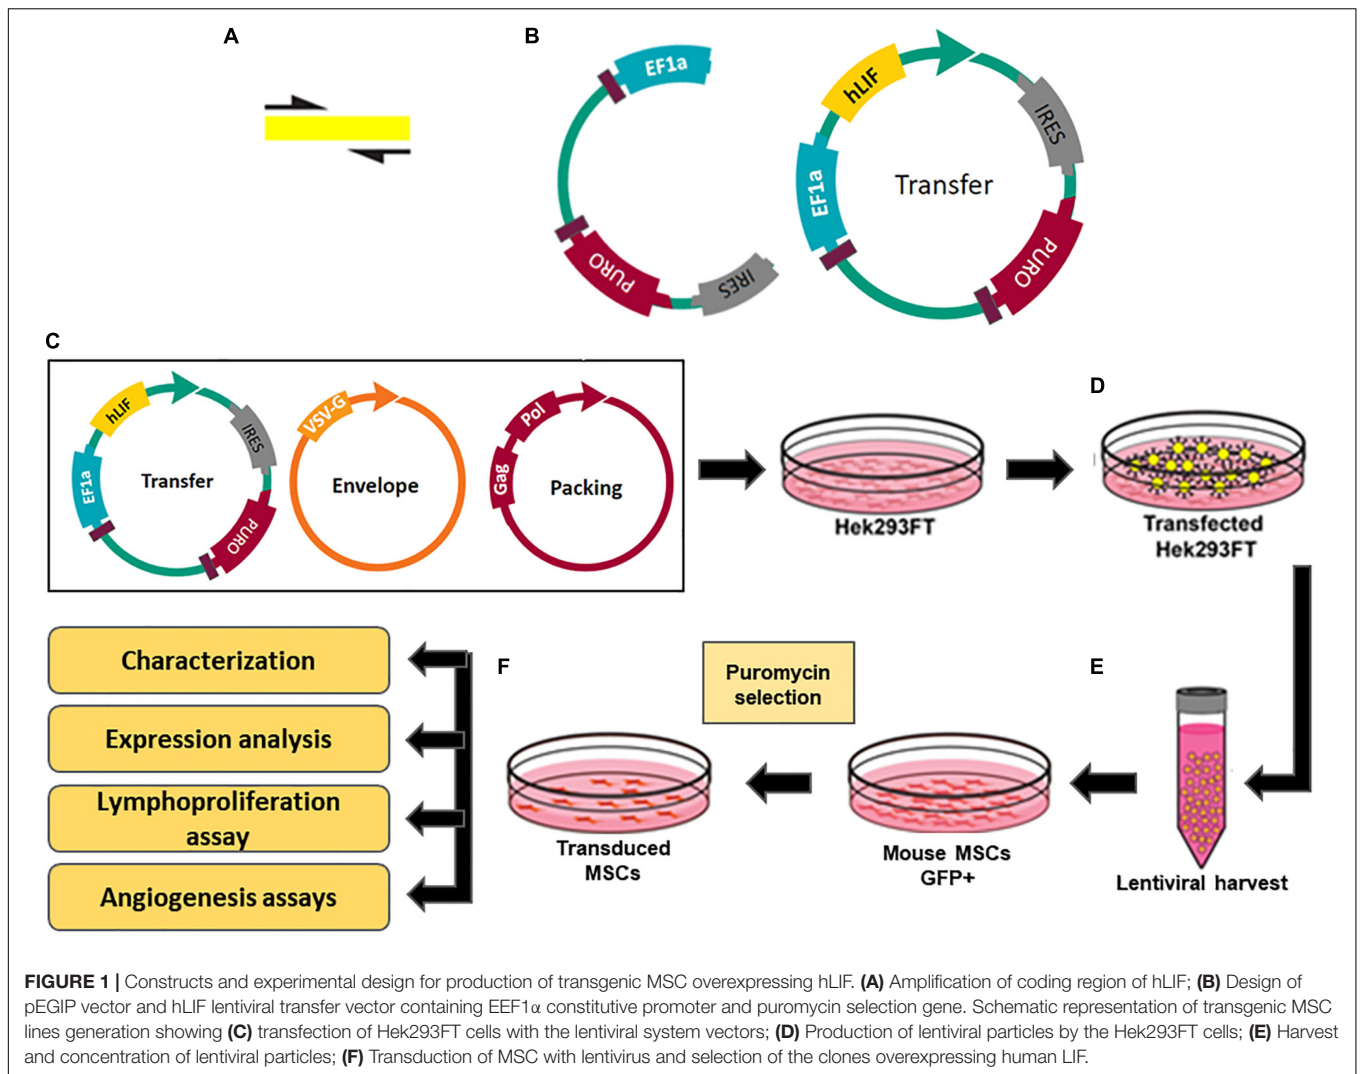 A
B
EF1a
PURO
IRES
hLIF
IRES
EF1a
Transfer
PURO
C
hLIF
IRES
EF1a
Transfer
PURO
VSV-G
Envelope
Pol
Gag
Packing
Hek293FT
D
Transfected
Hek293FT
E
Lentiviral harvest
Mouse MSCs
GFP+
Puromycin
selection
F
Transduced
MSCs
Characterization
Expression analysis
Lymphoproliferation
assay
Angiogenesis assays
FIGURE 1 | Constructs and experimental design for production of transgenic MSC overexpressing hLIF. (A) Amplification of coding region of hLIF; (B) Design of
pEGIP vector and hLIF lentiviral transfer vector containing EEF1α constitutive promoter and puromycin selection gene. Schematic representation of transgenic MSC
lines generation showing (C) transfection of Hek293FT cells with the lentiviral system vectors; (D) Production of lentiviral particles by the Hek293FT cells; (E) Harvest
and concentration of lentiviral particles; (F) Transduction of MSC with lentivirus and selection of the clones overexpressing human LIF.